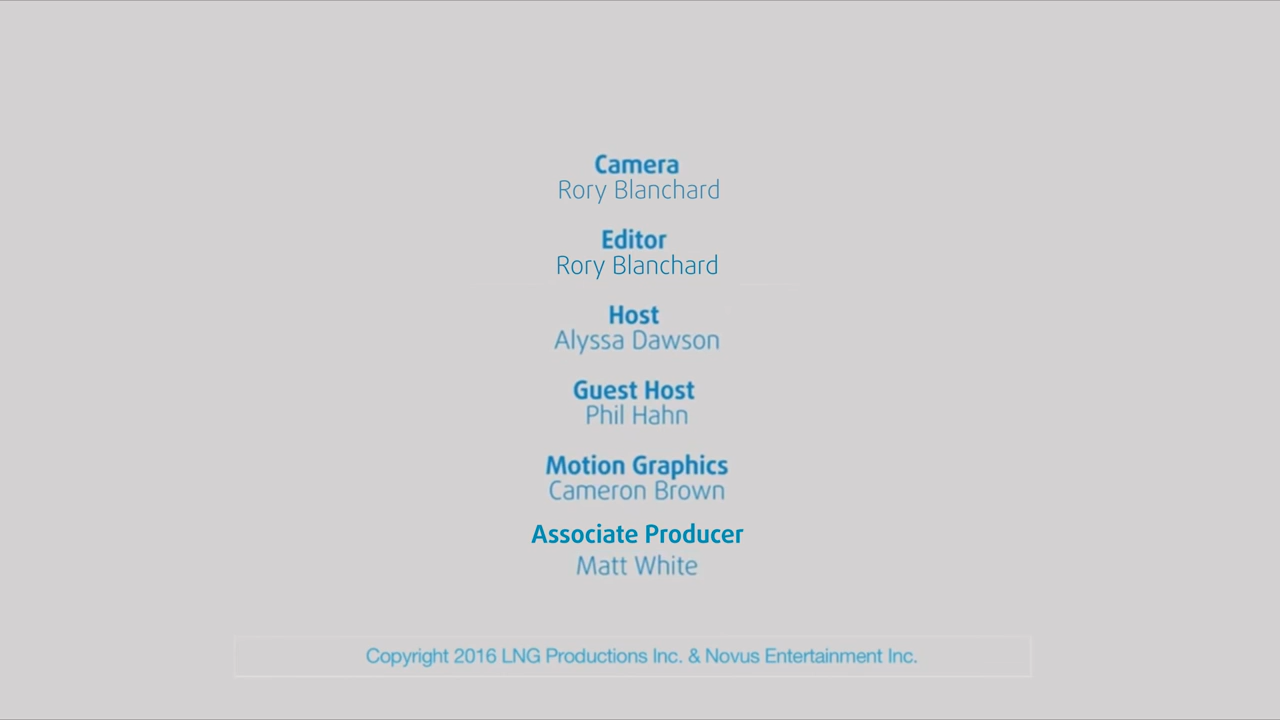 Camera
Rory Blanchard
Editor
Rory Blanchard
Host
Alyssa Dawson
Guest Host
Phil Hahn
Motion Graphics
Cameron Brown
Associate Producer
Matt White
Copyright 2016 LNG Productions Inc. & Novus Entertainment Inc.